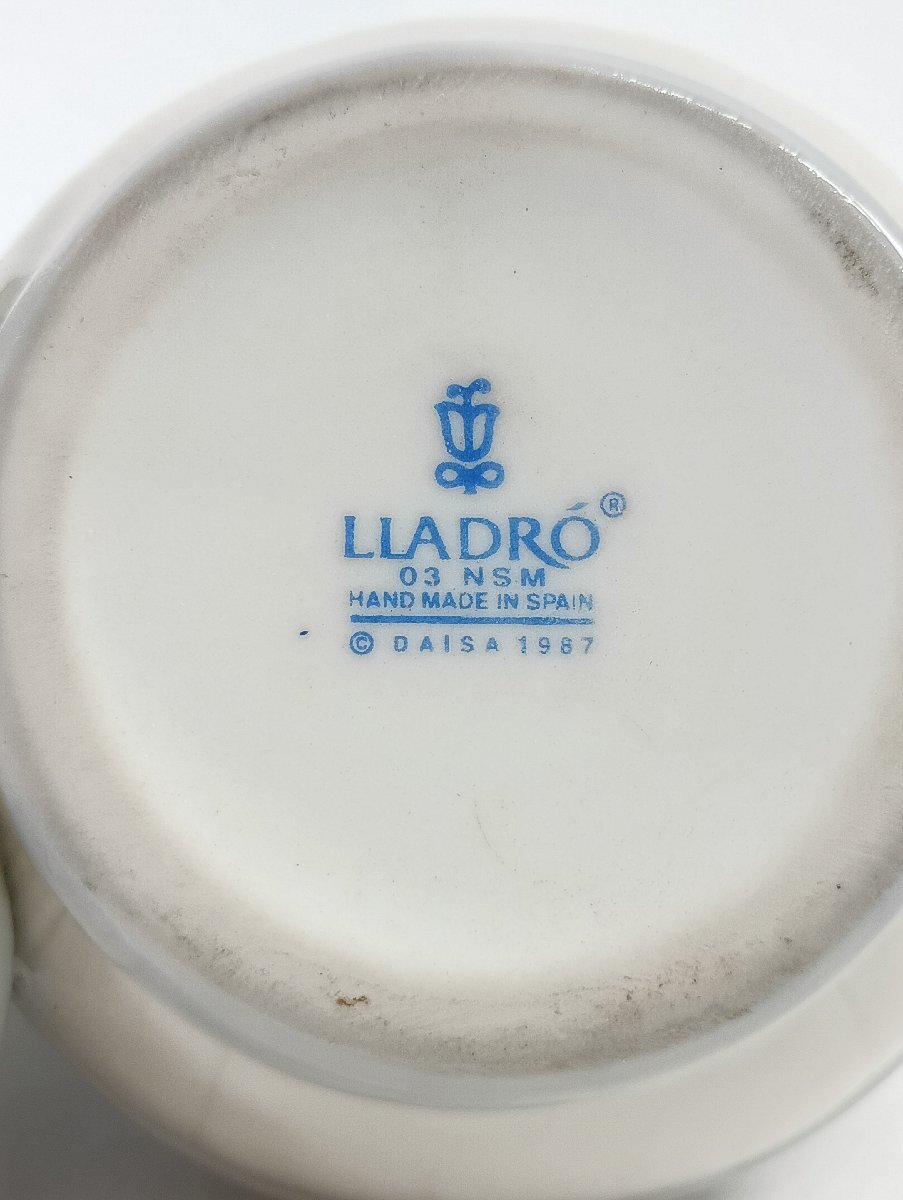 LLADRÓ®
03 NSM
HAND MADE IN SPAIN
© DAISA 1987